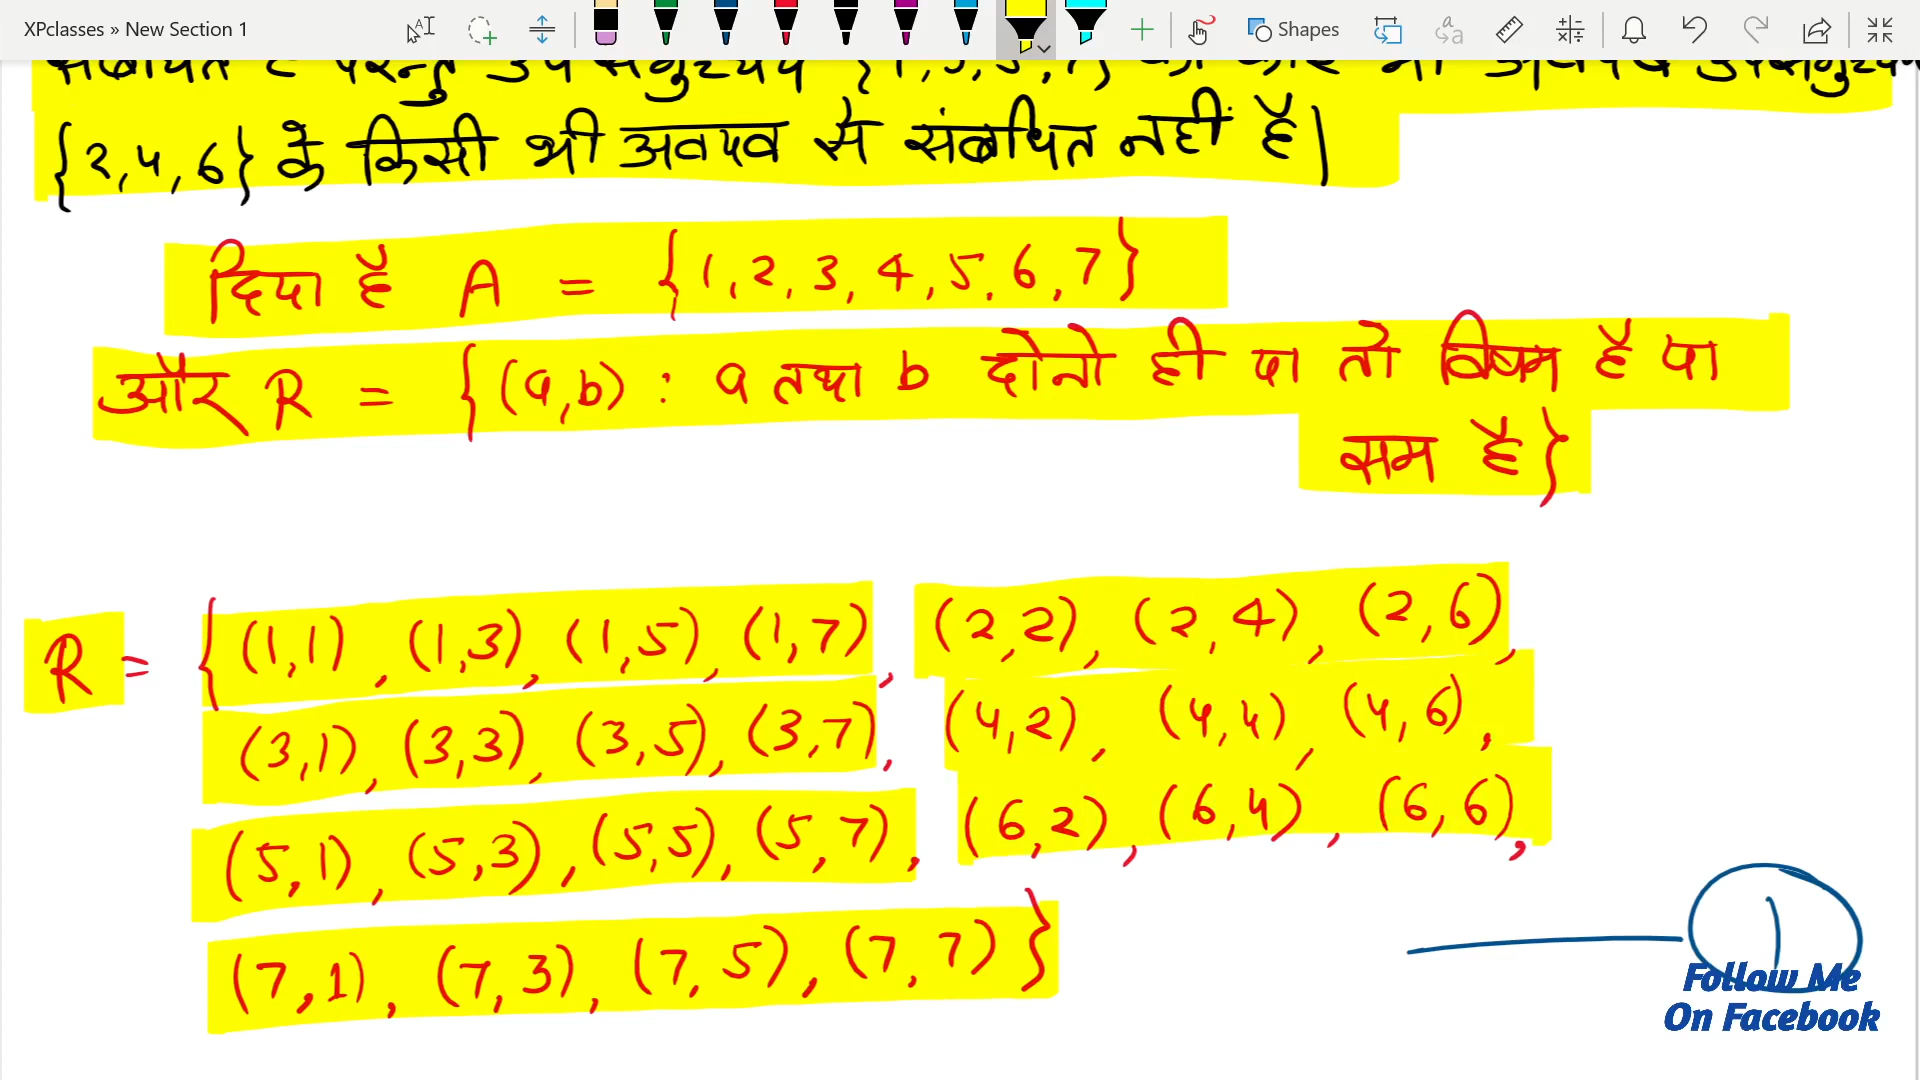 XPclasses » New Section 1
Shapes
{2,4,6} के किसी भी अवयव से संबधित नहीं है]
दिया है A = {1,2,3,4,5,6,7}
और R = {(a,b) : a तथा b दोनो ही या तो विषम है या
सम है}
R = {(1,1), (1,3), (1,5), (1,7), (2,2), (2,4), (2,6),
(3,1), (3,3), (3,5), (3,7), (4,2), (4,4), (4,6),
(5,1), (5,3), (5,5), (5,7), (6,2), (6,4), (6,6),
(7,1), (7,3), (7,5), (7,7)}
1
Follow Me
On Facebook